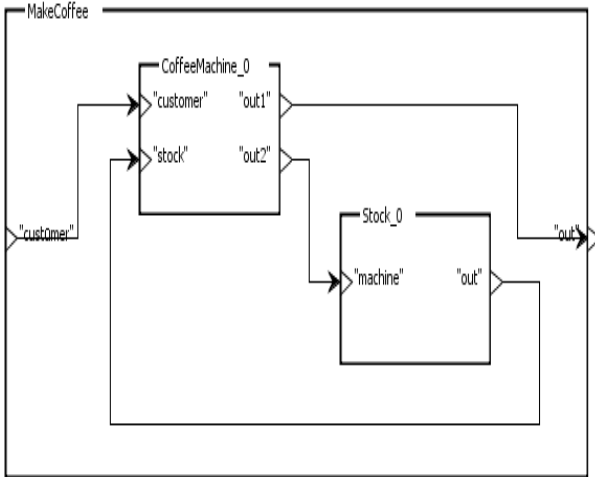 MakeCoffee
CoffeeMachine_0
"customer" "out1"
"stock" "out2"
Stock_0
"customer"
"out"
"machine" "out"